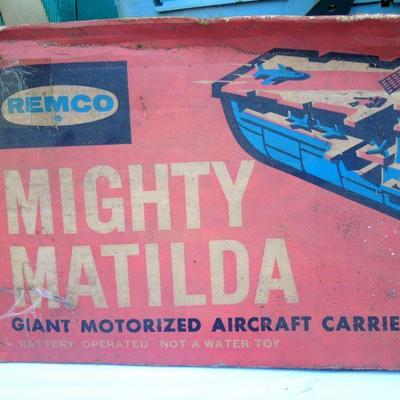 REMCO
MIGHTY
MATILDA
GIANT MOTORIZED AIRCRAFT CARRIE
BATTERY OPERATED · NOT A WATER TOY